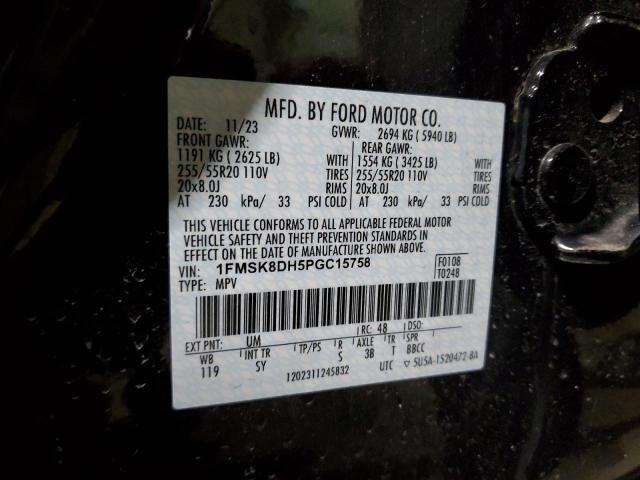 MFD. BY FORD MOTOR CO.
DATE: 11/23 GVWR: 2694 KG ( 5940 LB)
FRONT GAWR: REAR GAWR:
1191 KG ( 2625 LB) WITH 1554 KG ( 3425 LB) WITH
255/55R20 110V TIRES 255/55R20 110V TIRES
20x8.0J RIMS 20x8.0J RIMS
AT 230 kPa/ 33 PSI COLD AT 230 kPa/ 33 PSI COLD
THIS VEHICLE CONFORMS TO ALL APPLICABLE FEDERAL MOTOR
VEHICLE SAFETY AND THEFT PREVENTION STANDARDS IN
EFFECT ON THE DATE OF MANUFACTURE SHOWN ABOVE.
VIN: 1FMSK8DH5PGC15758 F0108
TYPE: MPV T0248
EXT PNT: UM RC: 48 DSO:
WB INT TR TP/PS R AXLE TR SPR
119 SY S 3B T BBCC
1202311245832 UTC 5U5A-1520472-BA